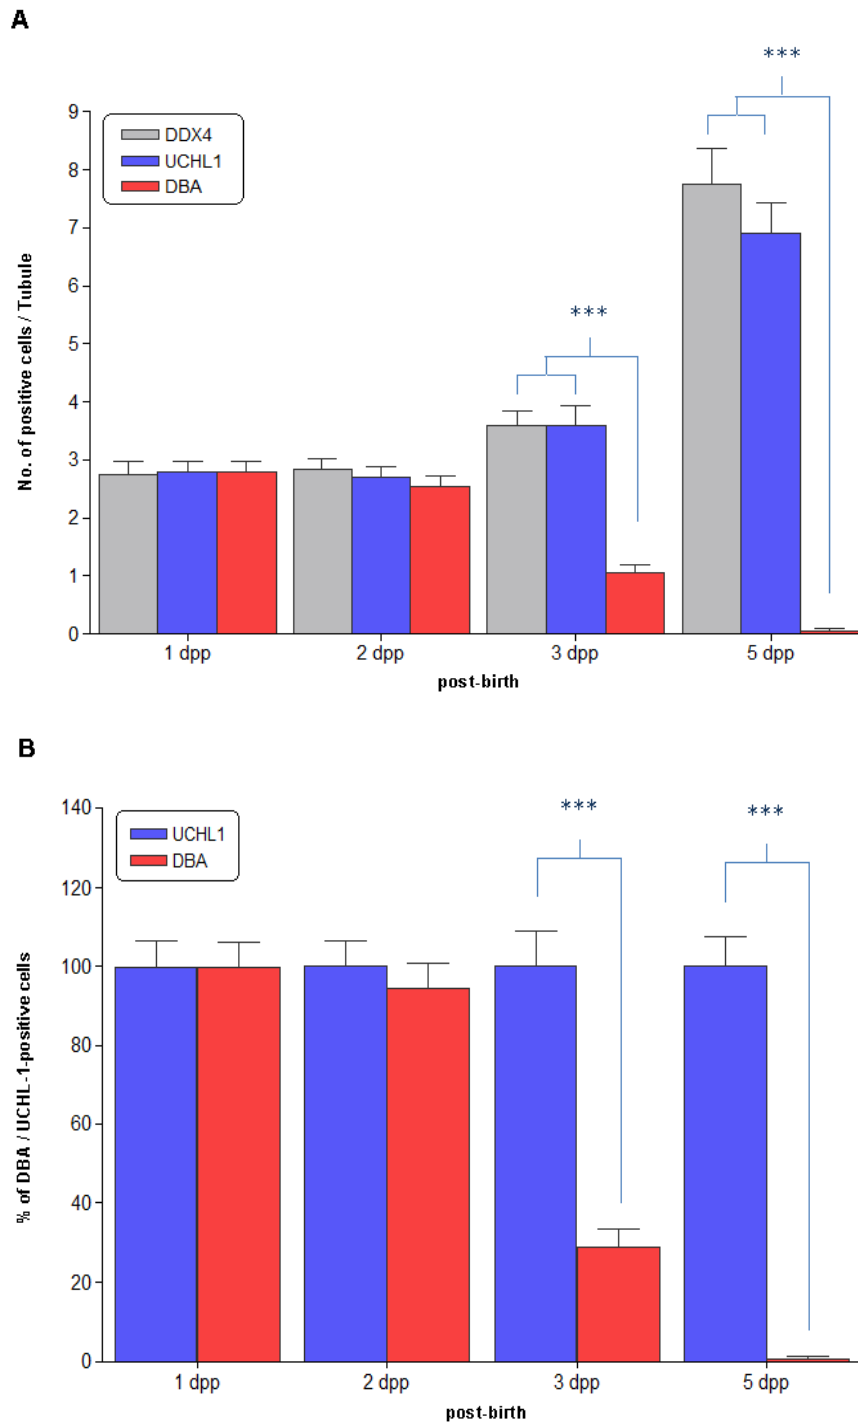 A
***
9
DDX4
UCHL1
DBA
8
7
6
***
5
4
3
2
1
0
No. of positive cells / Tubule
1 dpp 2 dpp 3 dpp 5 dpp
post-birth
B
140
*** ***
UCHL1
DBA
120
100
80
60
40
20
0
% of DBA / UCHL-1-positive cells
1 dpp 2 dpp 3 dpp 5 dpp
post-birth